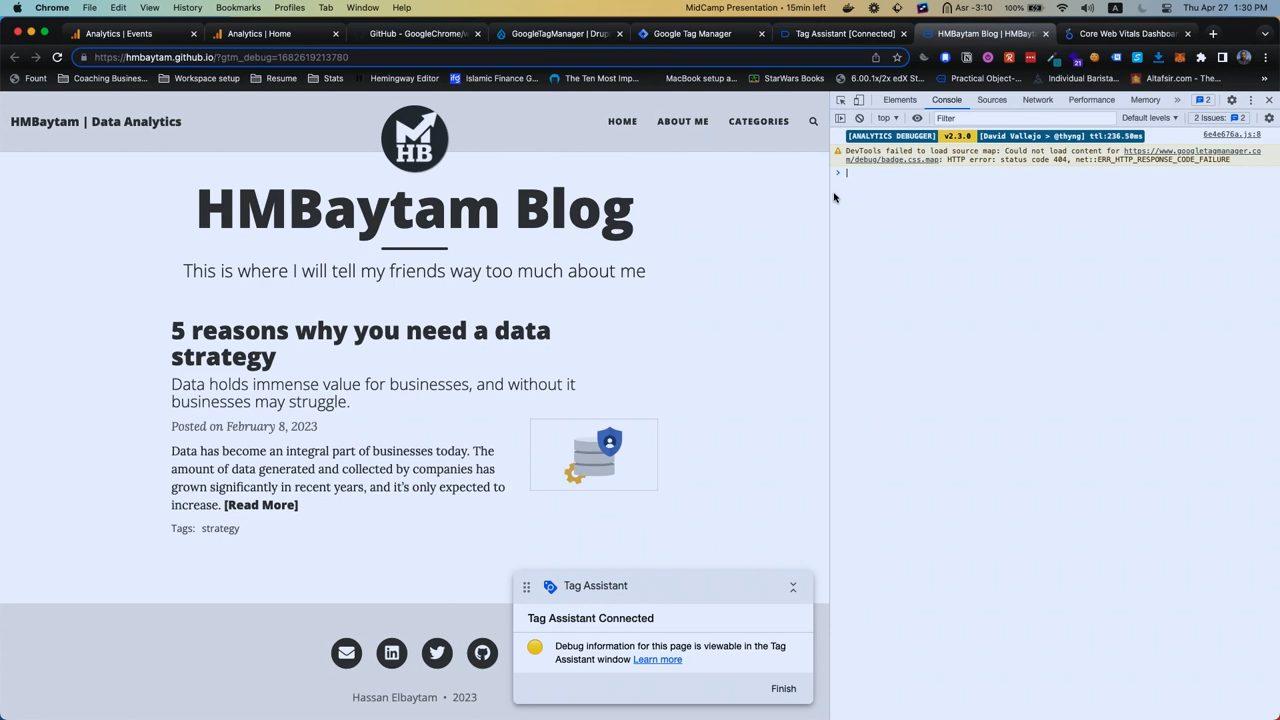 Chrome File Edit View History Bookmarks Profiles Tab Window Help MidCamp Presentation • 15min left Asr -3:10 100% A Thu Apr 27 1:30 PM
Analytics | Events Analytics | Home GitHub - GoogleChrome/w GoogleTagManager | Drupal Google Tag Manager Tag Assistant [Connected] HMBaytam Blog | HMBayt Core Web Vitals Dashboard
https://hmbaytam.github.io/?gtm_debug=1682619213780
Fount Coaching Busines... Workspace setup Resume Stats Hemingway Editor Islamic Finance G... The Ten Most Imp... MacBook setup a... StarWars Books 6.00.1x/2x edX St... Practical Object-... Individual Barista... Altafsir.com - The...
HMBaytam | Data Analytics
HOME ABOUT ME CATEGORIES
HB
HMBaytam Blog
This is where I will tell my friends way too much about me
5 reasons why you need a data
strategy
Data holds immense value for businesses, and without it
businesses may struggle.
Posted on February 8, 2023
Data has become an integral part of businesses today. The
amount of data generated and collected by companies has
grown significantly in recent years, and it's only expected to
increase. [Read More]
Tags: strategy
Hassan Elbaytam • 2023
Tag Assistant
Tag Assistant Connected
Debug information for this page is viewable in the Tag
Assistant window Learn more
Finish
Elements Console Sources Network Performance Memory » 2
top Filter Default levels 2 Issues: 2
[ANALYTICS DEBUGGER] v2.3.0 [David Vallejo > @thyng] ttl:236.50ms 6e4e676a.js:8
DevTools failed to load source map: Could not load content for https://www.googletagmanager.co
m/debug/badge.css.map: HTTP error: status code 404, net::ERR_HTTP_RESPONSE_CODE_FAILURE